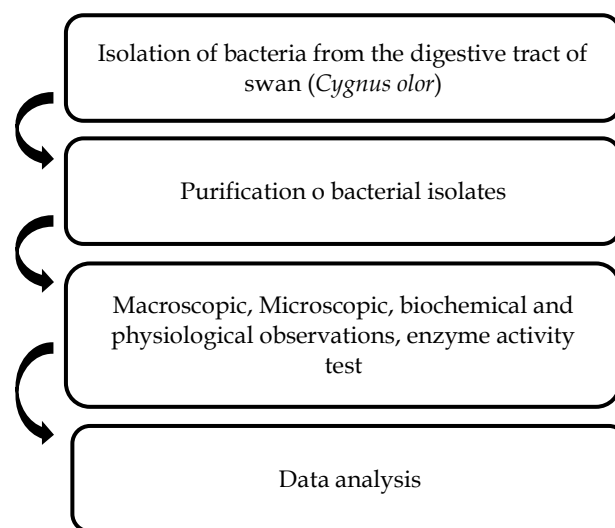 Isolation of bacteria from the digestive tract of
swan (Cygnus olor)
Purification o bacterial isolates
Macroscopic, Microscopic, biochemical and
physiological observations, enzyme activity
test
Data analysis